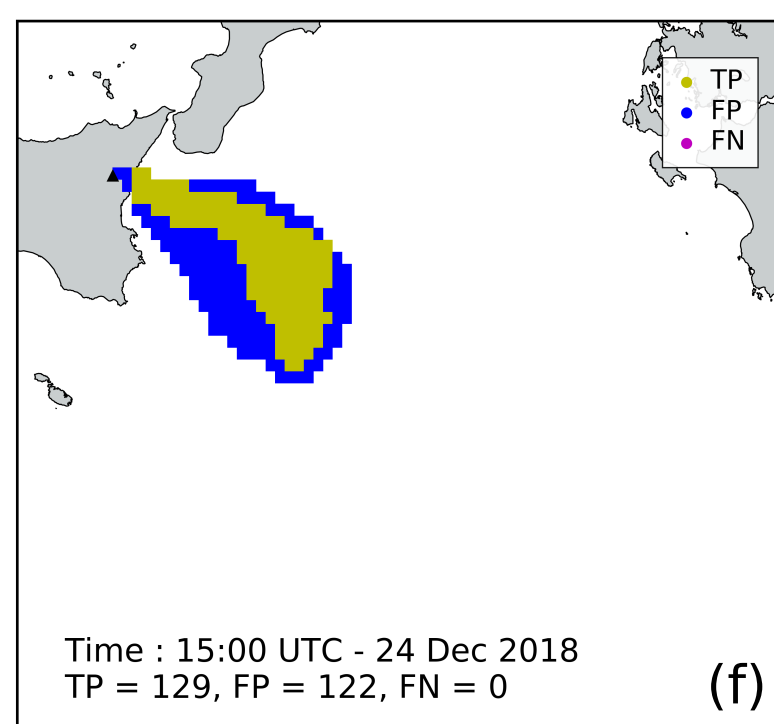 TP
FP
FN
Time : 15:00 UTC - 24 Dec 2018
TP = 129, FP = 122, FN = 0
(f)